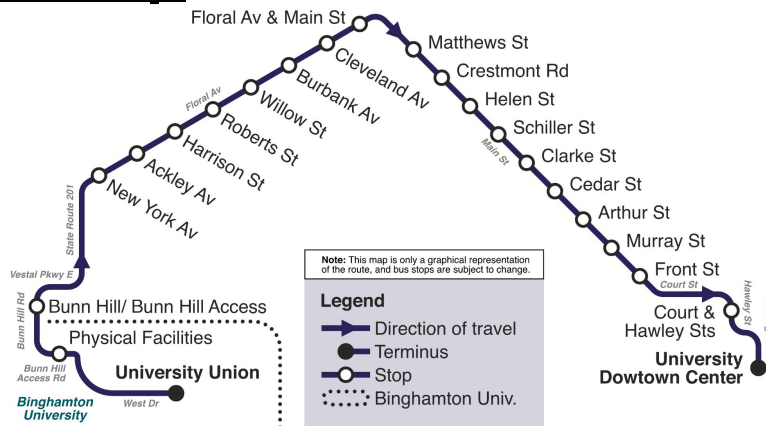 Floral Av & Main St
Matthews St
Cleveland Av
Crestmont Rd
Burbank Av
Helen St
Willow St
Floral Av
Schiller St
Roberts St
Main St
Clarke St
Harrison St
Cedar St
Ackley Av
Arthur St
New York Av
Murray St
State Route 201
Front St
Vestal Pkwy E
Court St
Hawley St
Court &
Hawley Sts
Bunn Hill Rd
Bunn Hill/ Bunn Hill Access
Physical Facilities
University
Dowtown Center
Bunn Hill
Access Rd
University Union
Binghamton
University
West Dr
Note: This map is only a graphical representation
of the route, and bus stops are subject to change.
Legend
Direction of travel
Terminus
Stop
Binghamton Univ.